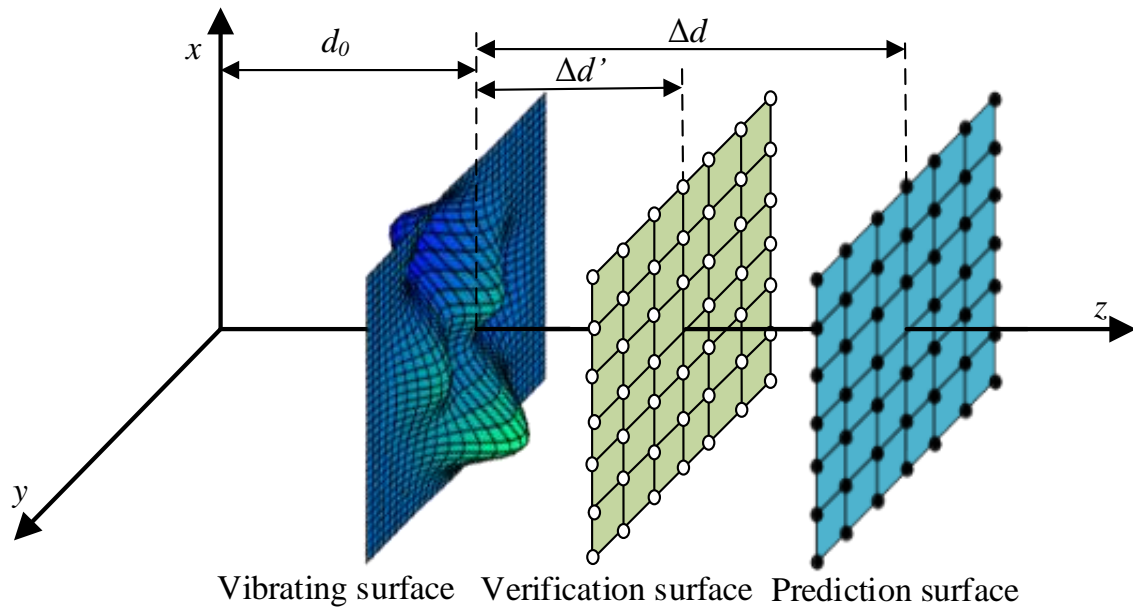 x
d₀
Δd
Δd’
z
y
Vibrating surface
Verification surface
Prediction surface